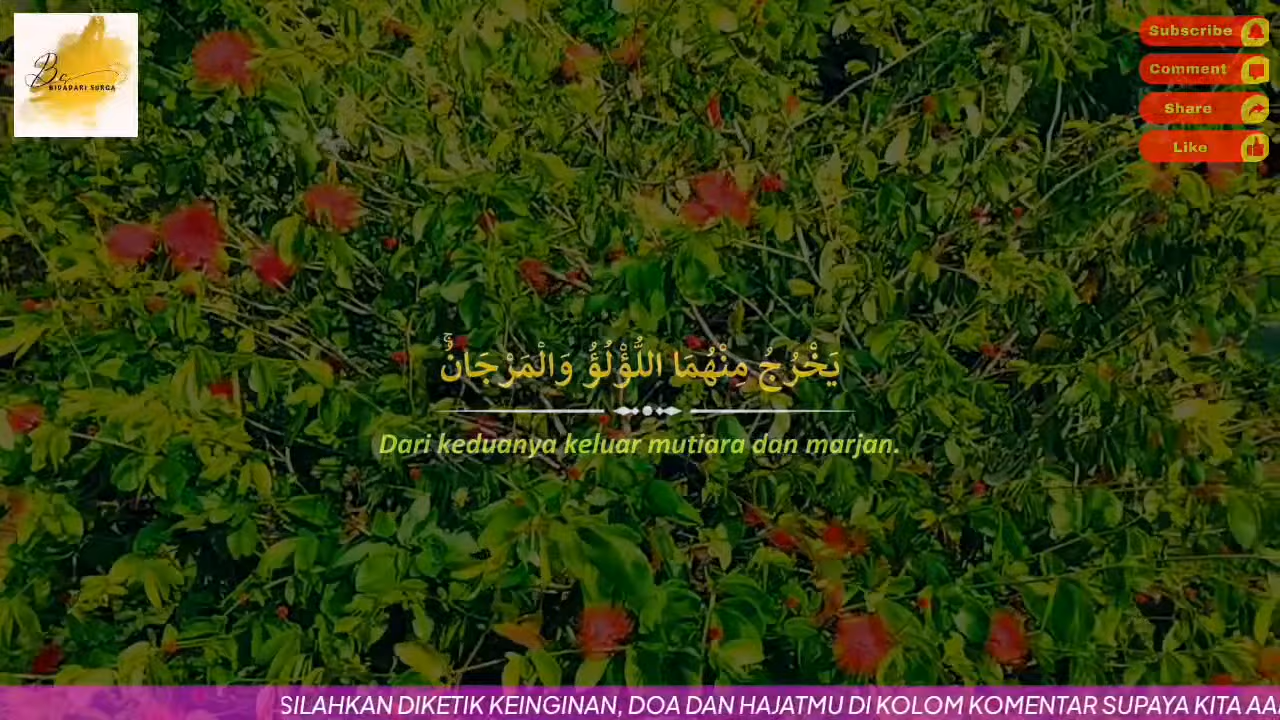 BIDADARI SURGA
Subscribe
Comment
Share
Like
يَخْرُجُ مِنْهُمَا اللُّؤْلُؤُ وَالْمَرْجَانُۚ
Dari keduanya keluar mutiara dan marjan.
SILAHKAN DIKETIK KEINGINAN, DOA DAN HAJATMU DI KOLOM KOMENTAR SUPAYA KITA AA